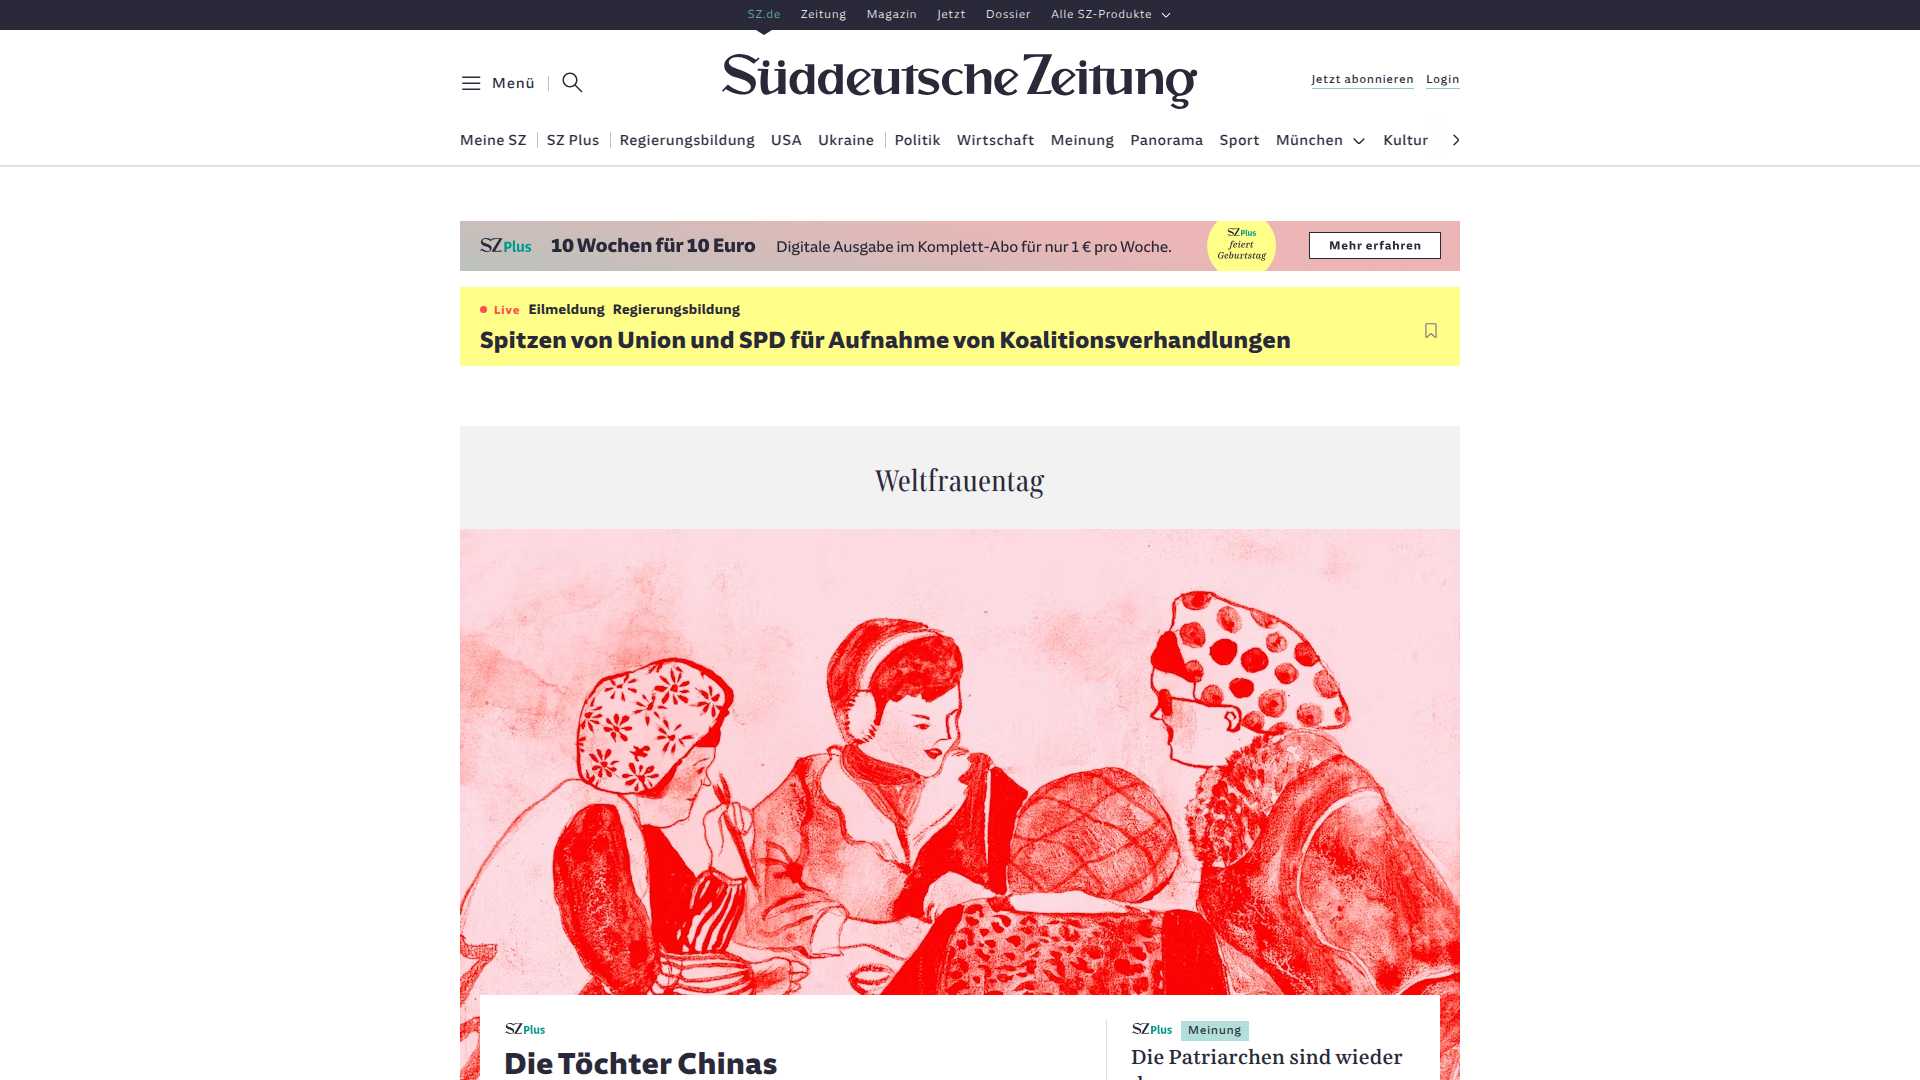 SZ.de Zeitung Magazin Jetzt Dossier Alle SZ-Produkte
Menü
Süddeutsche Zeitung
Jetzt abonnieren Login
Meine SZ SZ Plus Regierungsbildung USA Ukraine Politik Wirtschaft Meinung Panorama Sport München Kultur
SZ Plus 10 Wochen für 10 Euro Digitale Ausgabe im Komplett-Abo für nur 1 € pro Woche.
SZ Plus
feiert
Geburtstag
Mehr erfahren
Live Eilmeldung Regierungsbildung
Spitzen von Union und SPD für Aufnahme von Koalitionsverhandlungen
Weltfrauentag
SZ Plus
Die Töchter Chinas
SZ Plus Meinung
Die Patriarchen sind wieder